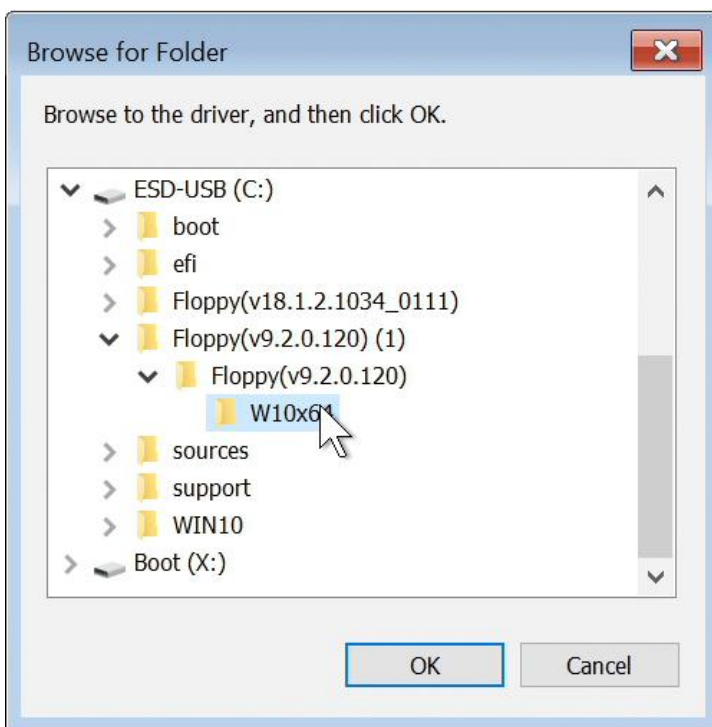 Browse for Folder
Browse to the driver, and then click OK.
ESD-USB (C:)
boot
efi
Floppy(v18.1.2.1034_0111)
Floppy(v9.2.0.120) (1)
Floppy(v9.2.0.120)
W10x64
sources
support
WIN10
Boot (X:)
OK Cancel